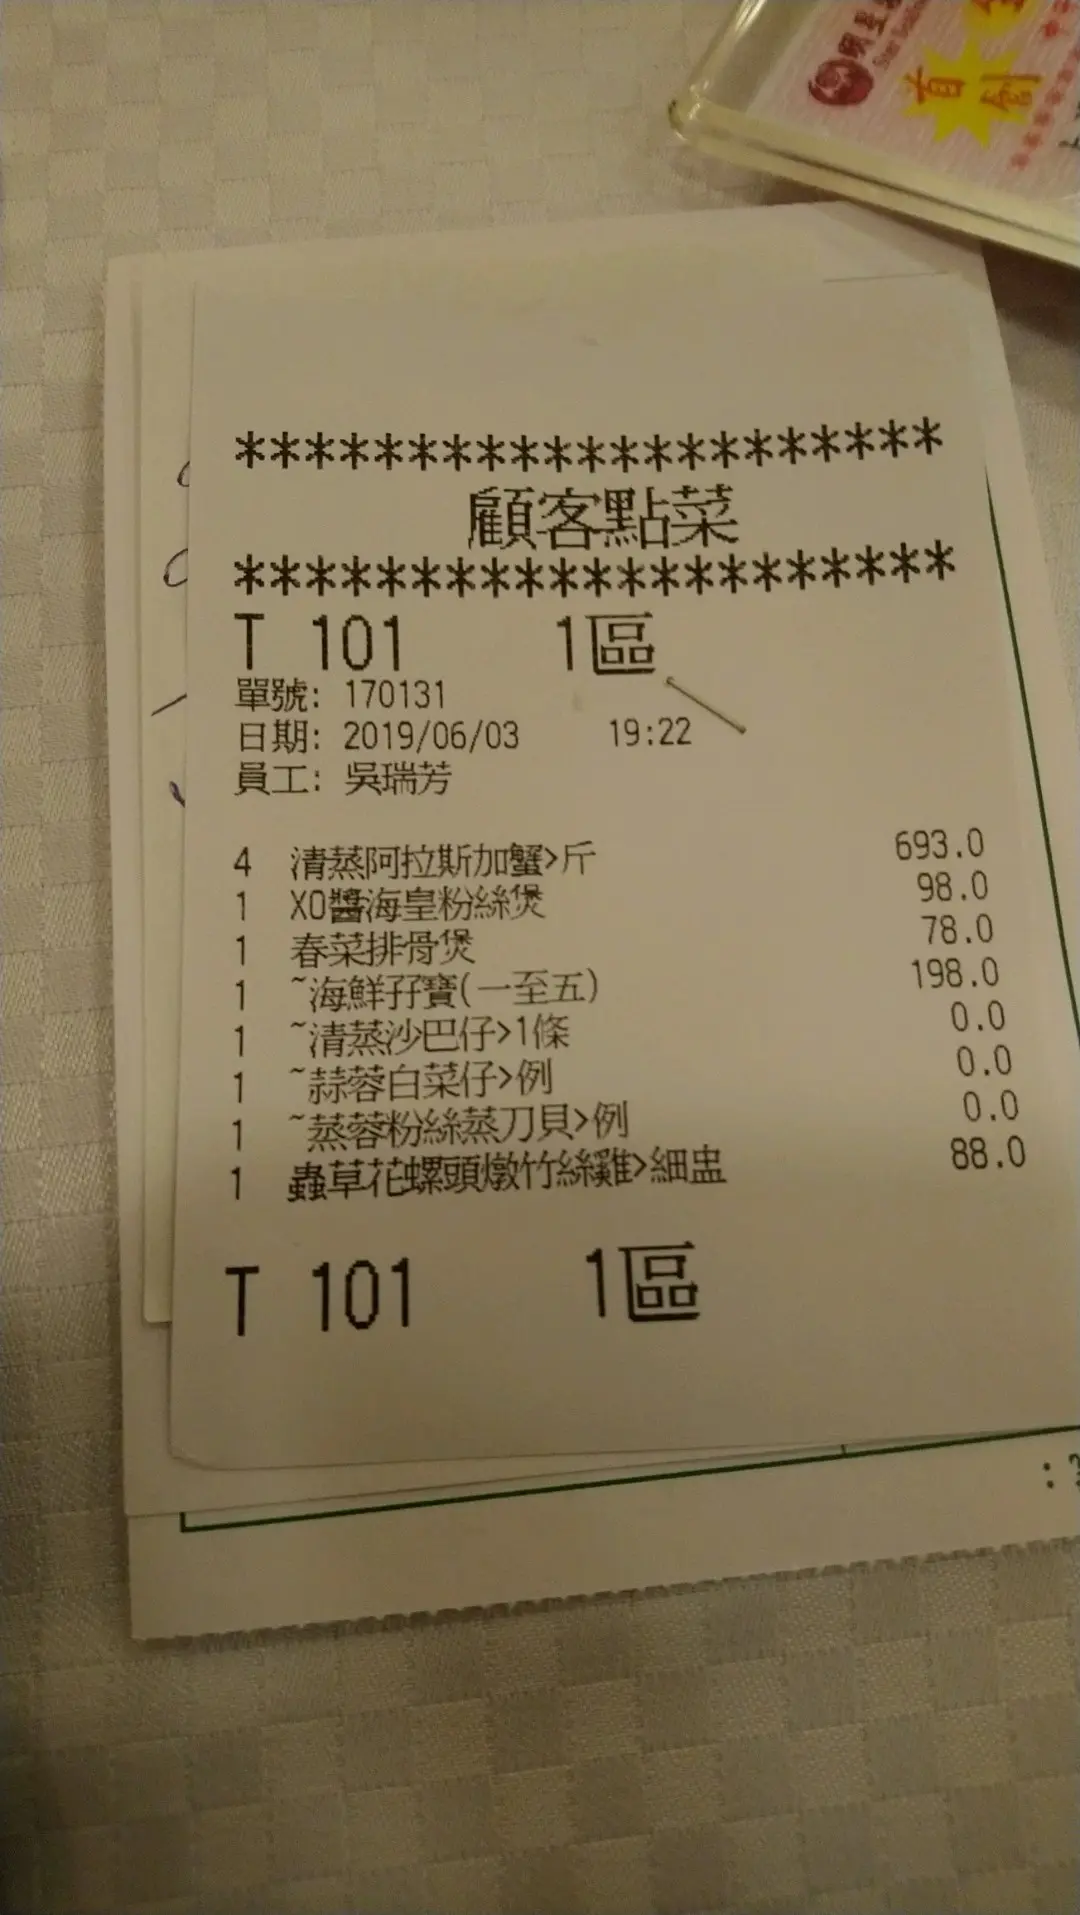 首創
********************
顧客點菜
********************
T 101 1區
單號: 170131
日期: 2019/06/03 19:22
員工: 吳瑞芳
4 清蒸阿拉斯加蟹>斤 693.0
1 XO醬海皇粉絲煲 98.0
1 春菜排骨煲 78.0
1 ~海鮮孖寶(一至五) 198.0
1 ~清蒸沙巴仔>1條 0.0
1 ~蒜蓉白菜仔>例 0.0
1 ~蒸蓉粉絲蒸刀貝>例 0.0
1 蟲草花螺頭燉竹絲雞>細盅 88.0
T 101 1區